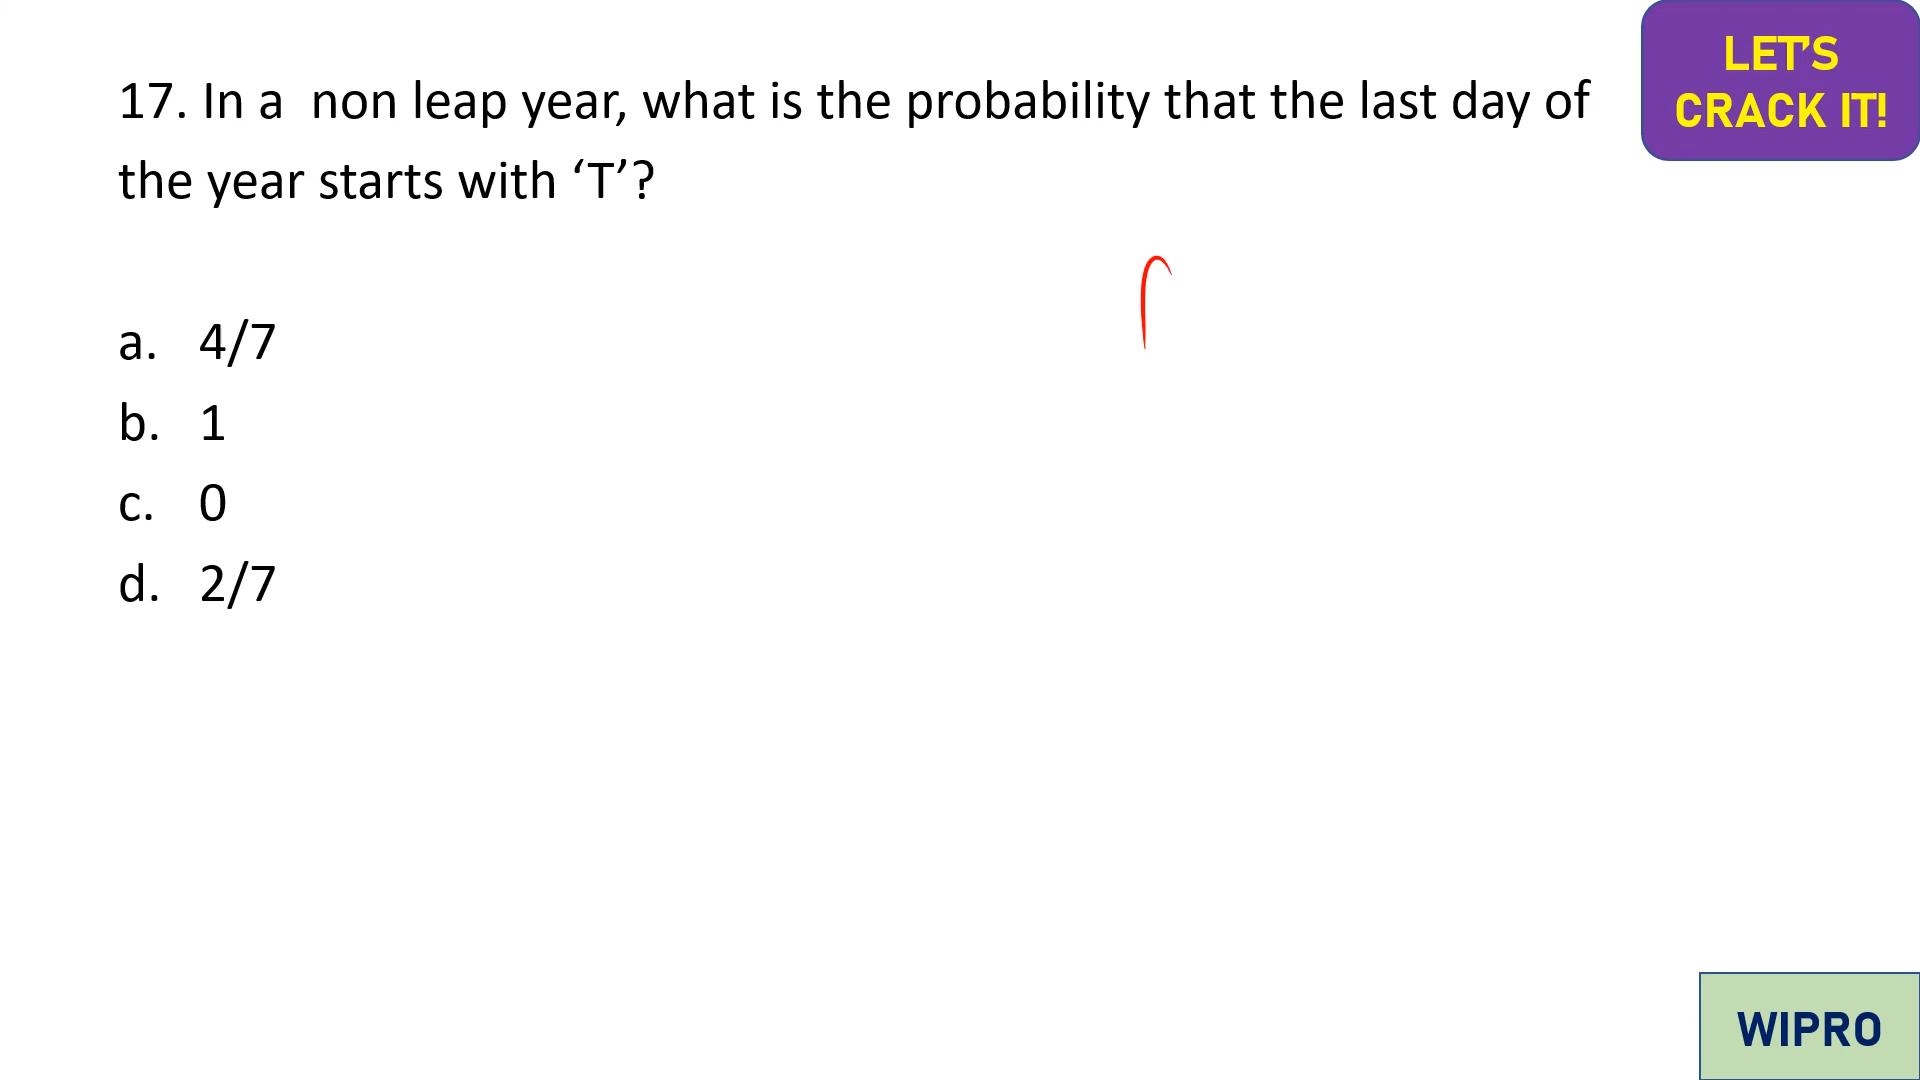 LET'S
CRACK IT!
17. In a  non leap year, what is the probability that the last day of
the year starts with ‘T’?
a. 4/7
b. 1
c. 0
d. 2/7
WIPRO